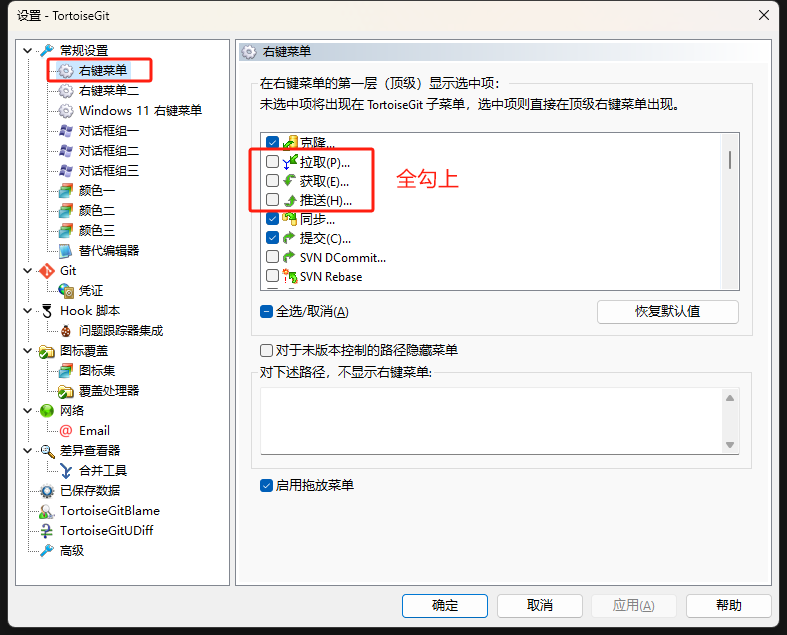 设置 - TortoiseGit
常规设置
右键菜单
右键菜单二
Windows 11 右键菜单
对话框组一
对话框组二
对话框组三
颜色一
颜色二
颜色三
替代编辑器
Git
凭证
Hook 脚本
问题跟踪器集成
图标覆盖
图标集
覆盖处理器
网络
Email
差异查看器
合并工具
已保存数据
TortoiseGitBlame
TortoiseGitUDiff
高级
右键菜单
在右键菜单的第一层（顶级）显示选中项：
未选中项将出现在 TortoiseGit 子菜单，选中项则直接在顶级右键菜单出现。
克隆...
拉取(P)...
获取(E)...
推送(H)...
全勾上
同步...
提交(C)...
SVN DCommit...
SVN Rebase
全选/取消(A)
恢复默认值
对于未版本控制的路径隐藏菜单
对下述路径，不显示右键菜单:
启用拖放菜单
确定
取消
应用(A)
帮助